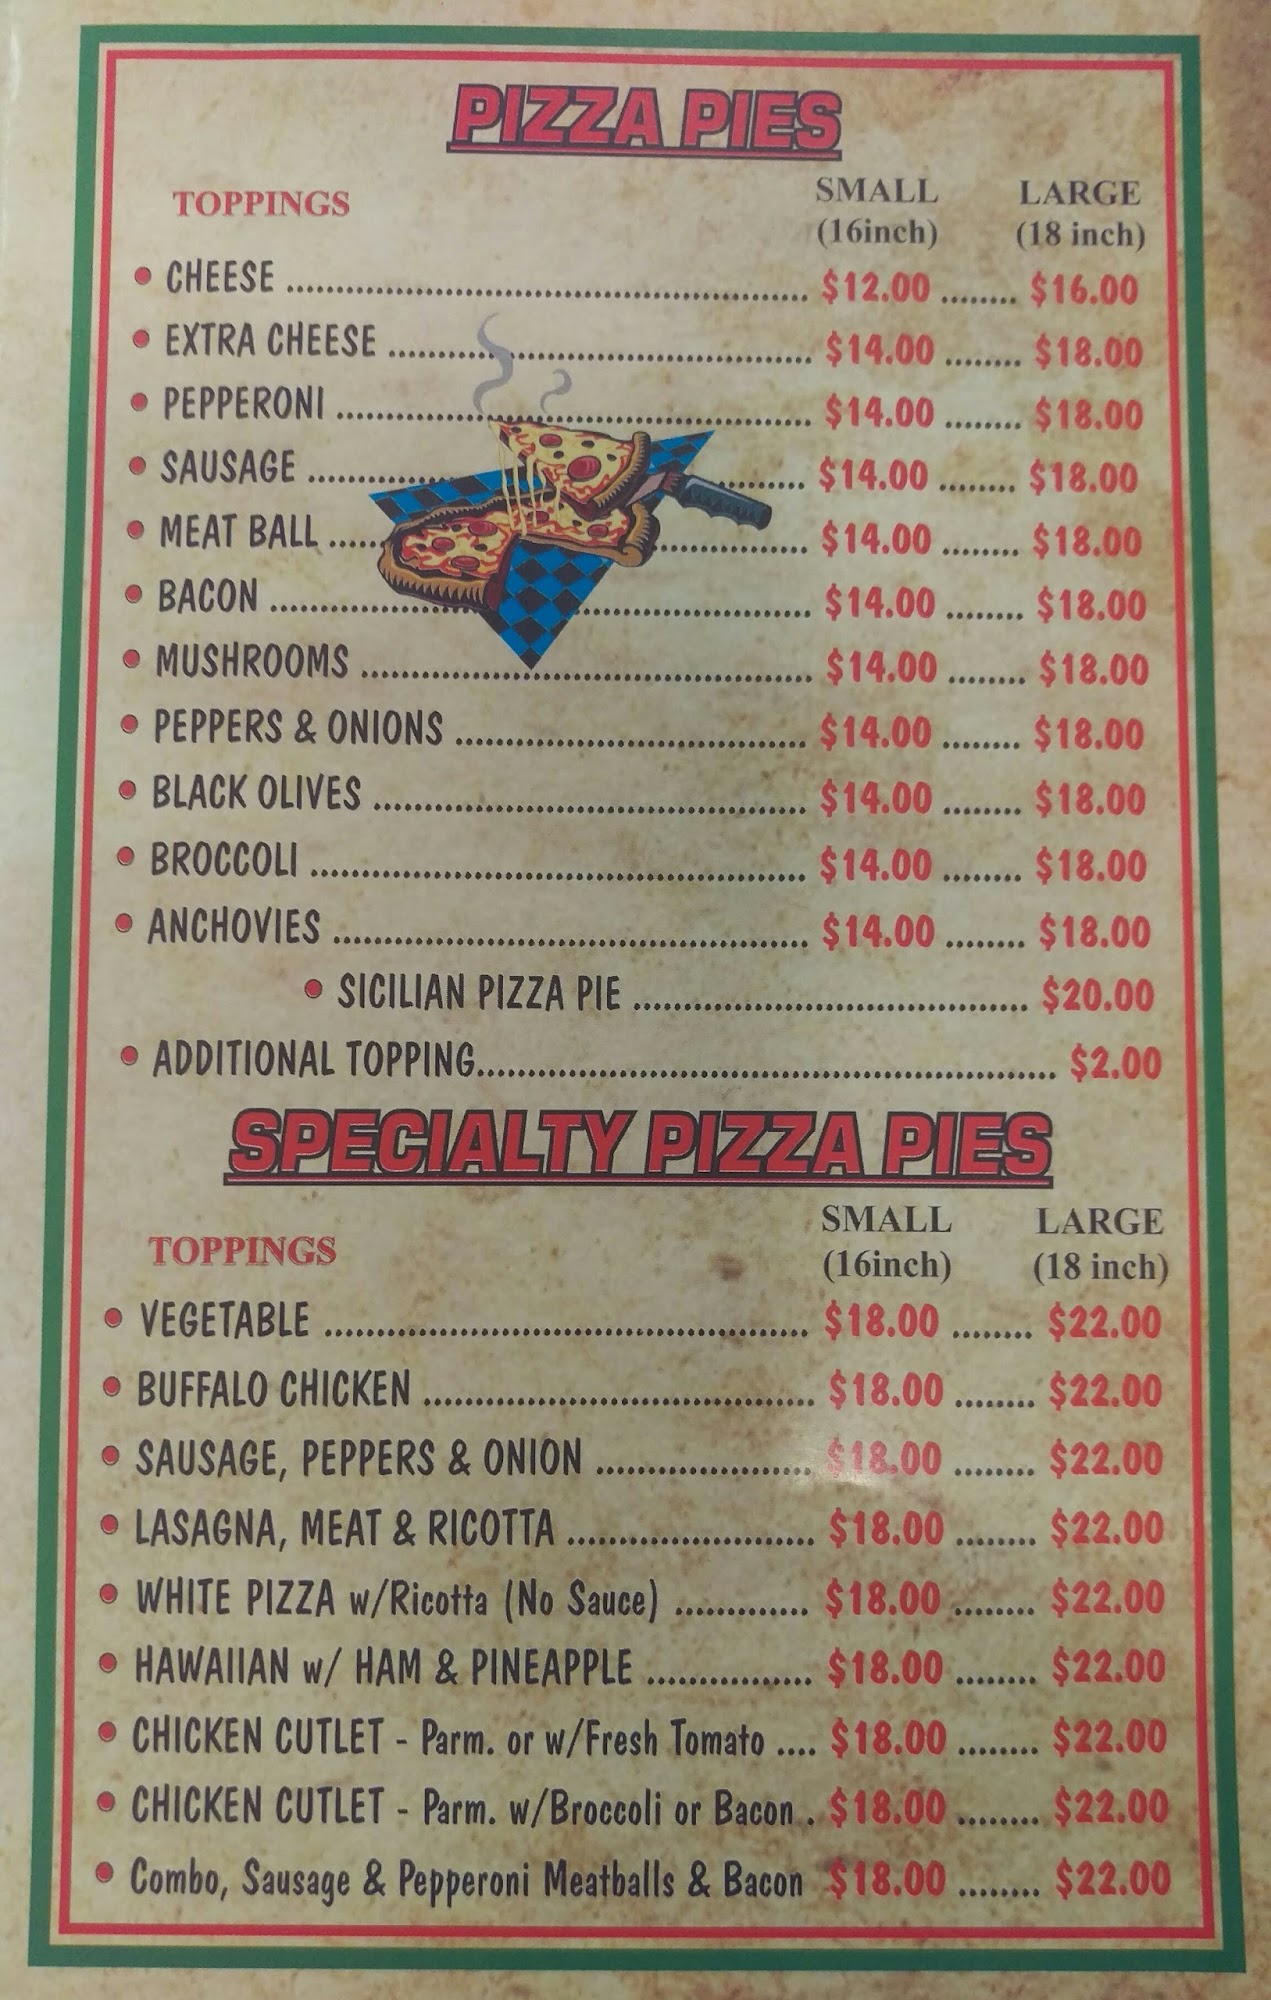 PIZZA PIES
TOPPINGS SMALL LARGE
(16inch) (18 inch)
• CHEESE ........ $12.00 ........ $16.00
• EXTRA CHEESE ........ $14.00 ........ $18.00
• PEPPERONI ........ $14.00 ........ $18.00
• SAUSAGE ........ $14.00 ........ $18.00
• MEAT BALL ........ $14.00 ........ $18.00
• BACON ........ $14.00 ........ $18.00
• MUSHROOMS ........ $14.00 ........ $18.00
• PEPPERS & ONIONS ........ $14.00 ........ $18.00
• BLACK OLIVES ........ $14.00 ........ $18.00
• BROCCOLI ........ $14.00 ........ $18.00
• ANCHOVIES ........ $14.00 ........ $18.00
• SICILIAN PIZZA PIE ........ $20.00
• ADDITIONAL TOPPING........ $2.00
SPECIALTY PIZZA PIES
TOPPINGS SMALL LARGE
(16inch) (18 inch)
• VEGETABLE ........ $18.00 ........ $22.00
• BUFFALO CHICKEN ........ $18.00 ........ $22.00
• SAUSAGE, PEPPERS & ONION ........ $18.00 ........ $22.00
• LASAGNA, MEAT & RICOTTA ........ $18.00 ........ $22.00
• WHITE PIZZA w/Ricotta (No Sauce) ........ $18.00 ........ $22.00
• HAWAIIAN w/ HAM & PINEAPPLE ........ $18.00 ........ $22.00
• CHICKEN CUTLET - Parm. or w/Fresh Tomato .... $18.00 ........ $22.00
• CHICKEN CUTLET - Parm. w/Broccoli or Bacon . $18.00 ........ $22.00
• Combo, Sausage & Pepperoni Meatballs & Bacon $18.00 ........ $22.00